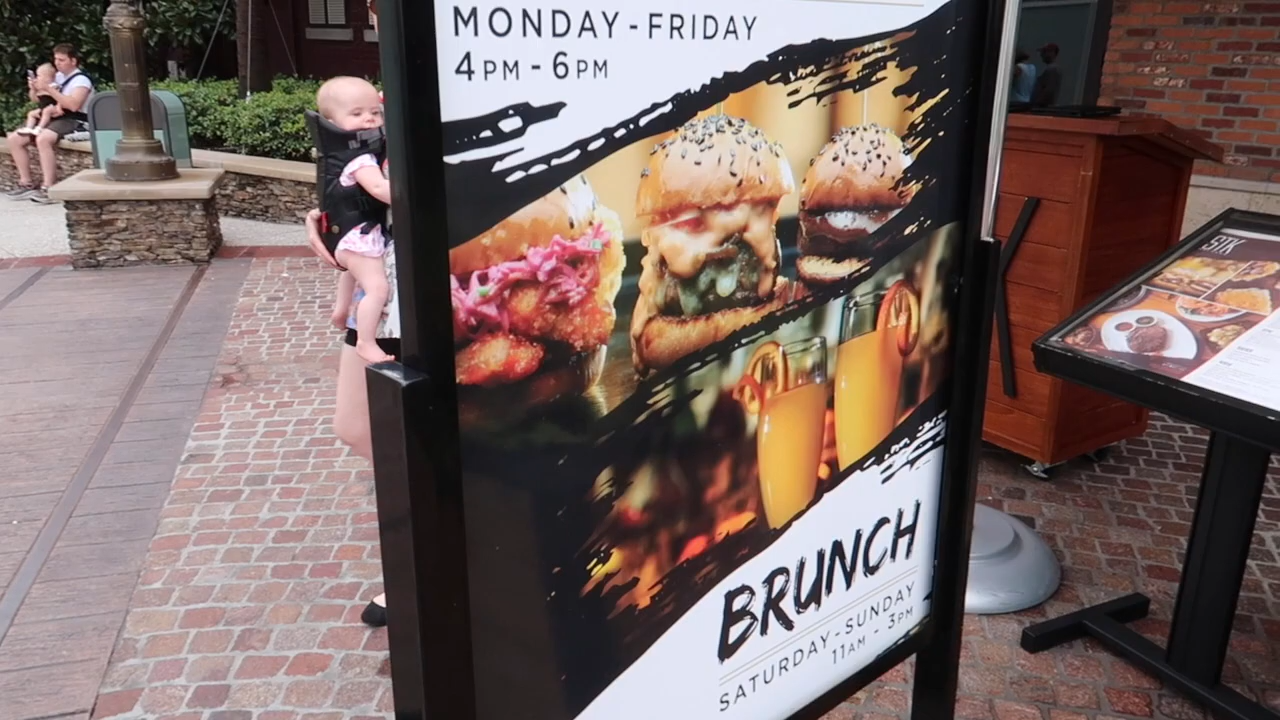 MONDAY - FRIDAY
4PM - 6PM
BRUNCH
SATURDAY - SUNDAY
11AM - 3PM
STK